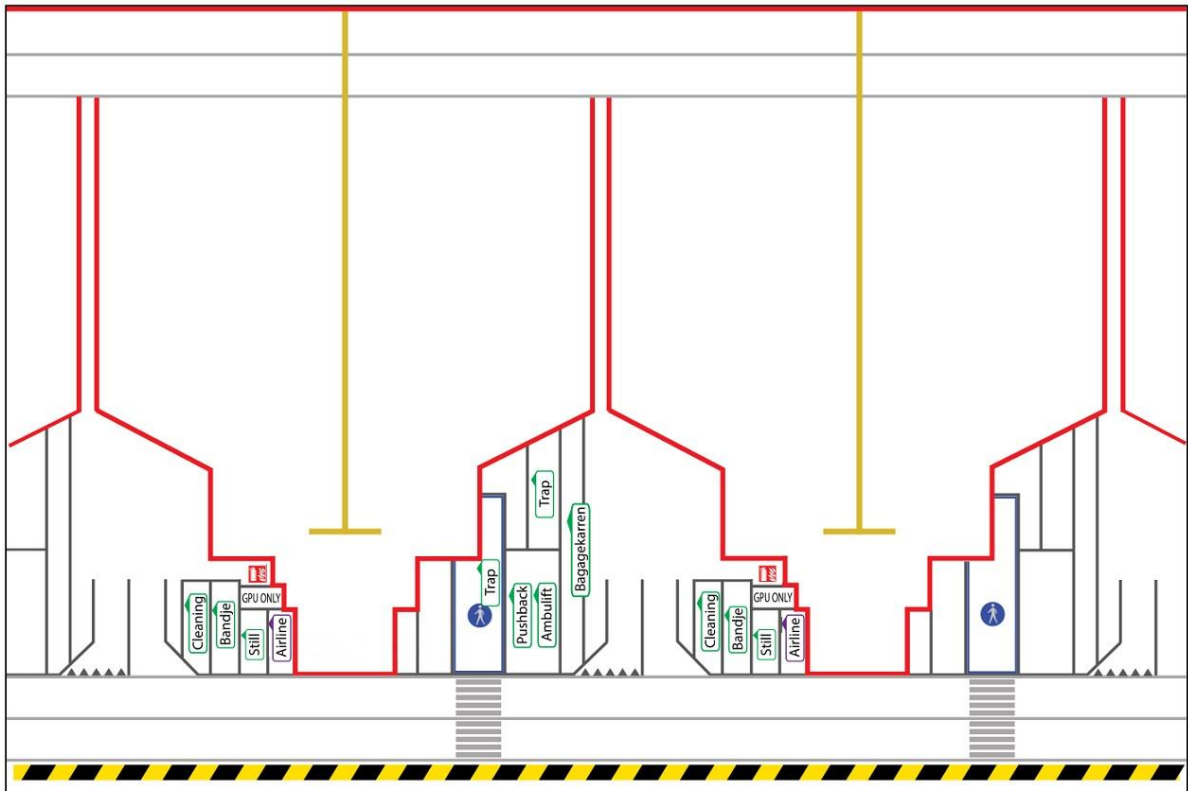 Trap
Bagagekarren
Trap
Pushback
Ambulift
GPU ONLY
Cleaning
Bandje
Still
Airline
GPU ONLY
Cleaning
Bandje
Still
Airline